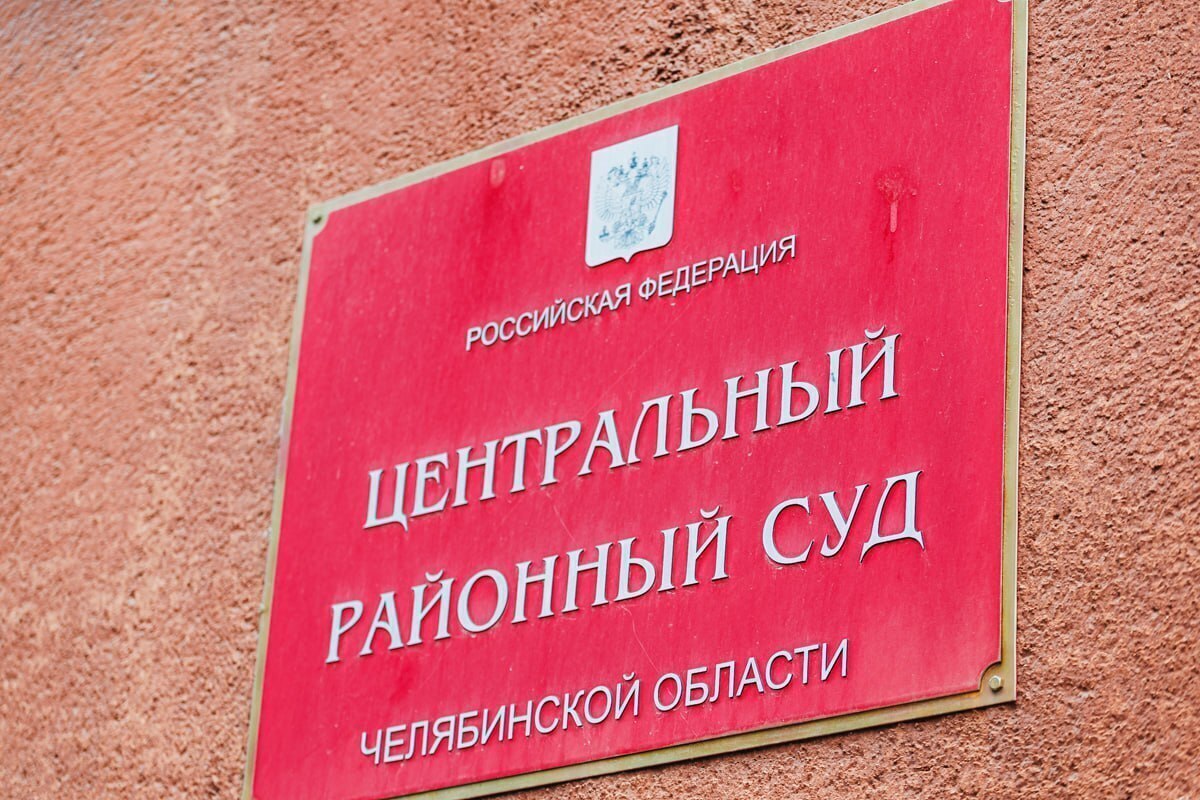 РОССИЙСКАЯ ФЕДЕРАЦИЯ
ЦЕНТРАЛЬНЫЙ
РАЙОННЫЙ СУД
ЧЕЛЯБИНСКОЙ ОБЛАСТИ